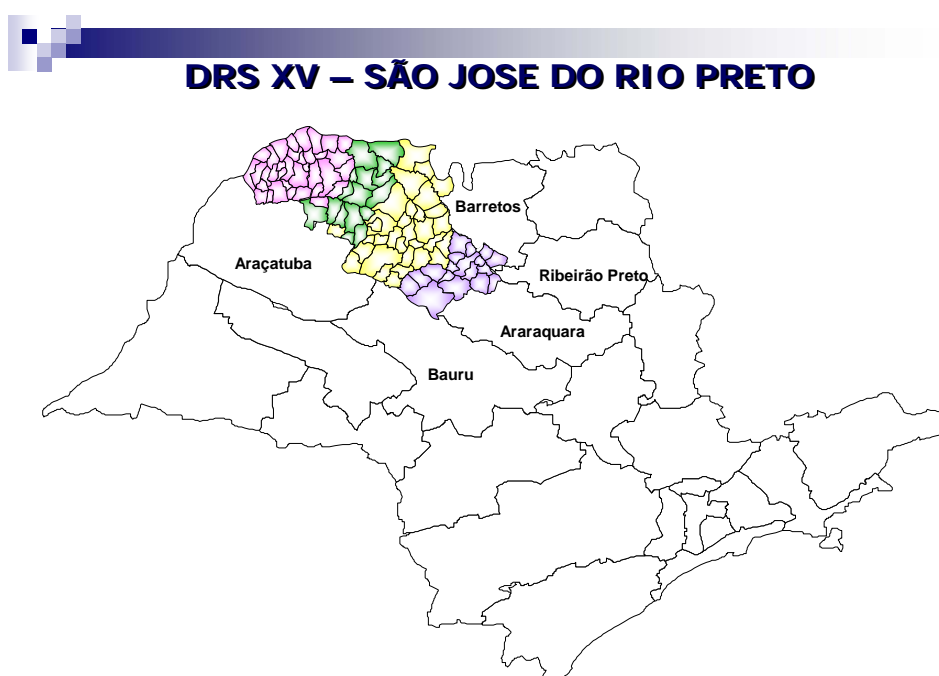 DRS XV – SÃO JOSE DO RIO PRETO
Barretos
Araçatuba
Ribeirão Preto
Araraquara
Bauru